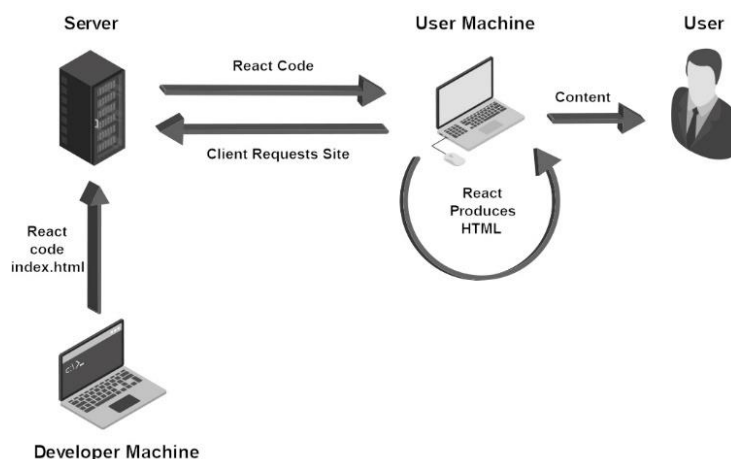 Server
User Machine
User
React Code
Content
Client Requests Site
React
Produces
HTML
React
code
index.html
C:\>_
Developer Machine